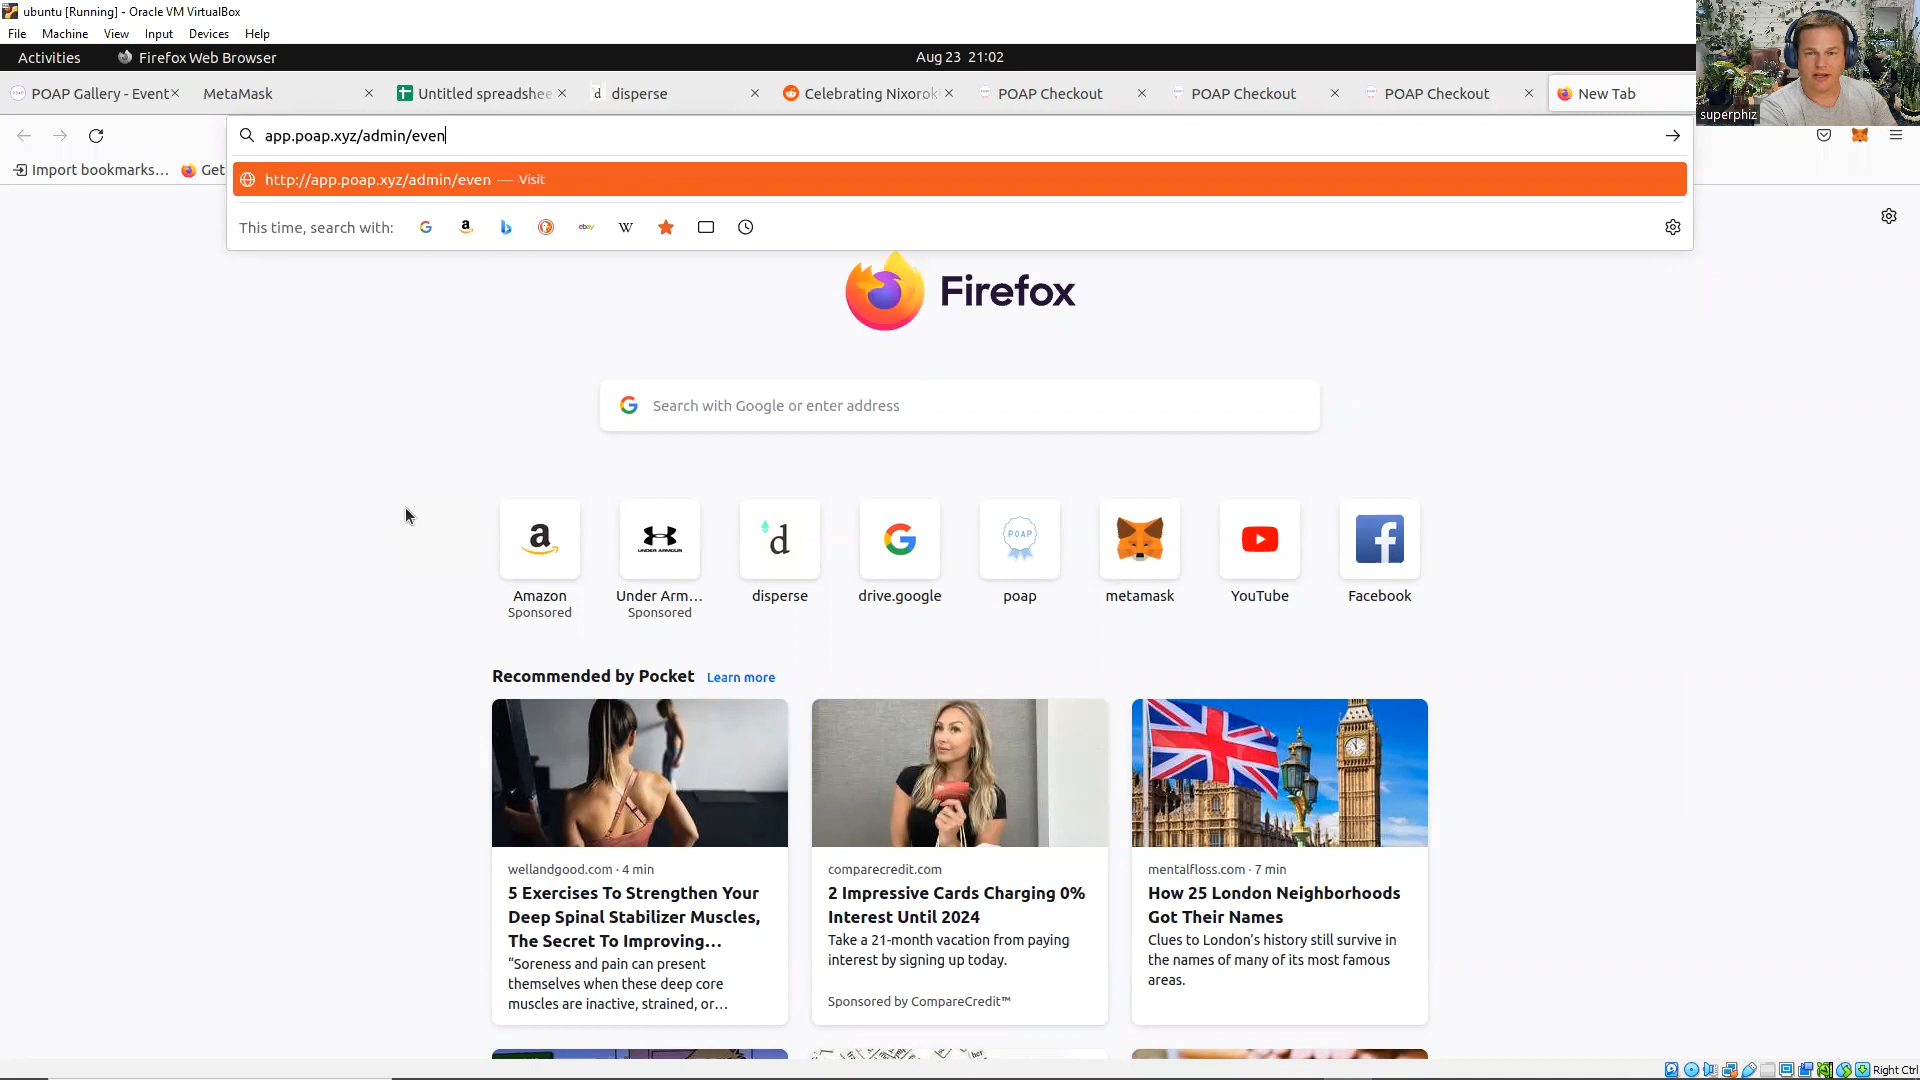 ubuntu [Running] - Oracle VM VirtualBox
File Machine View Input Devices Help
Activities Firefox Web Browser Aug 23 21:02
POAP Gallery - Event MetaMask Untitled spreadshee disperse Celebrating Nixorok POAP Checkout POAP Checkout POAP Checkout New Tab
superphiz
app.poap.xyz/admin/even
Import bookmarks... Get
http://app.poap.xyz/admin/even — Visit
This time, search with:
Firefox
Search with Google or enter address
POAP
UNDER ARMOUR
Amazon Under Arm... disperse drive.google poap metamask YouTube Facebook
Sponsored Sponsored
Recommended by Pocket Learn more
wellandgood.com · 4 min
5 Exercises To Strengthen Your
Deep Spinal Stabilizer Muscles,
The Secret To Improving...
“Soreness and pain can present
themselves when these deep core
muscles are inactive, strained, or...
comparecredit.com
2 Impressive Cards Charging 0%
Interest Until 2024
Take a 21-month vacation from paying
interest by signing up today.
Sponsored by CompareCredit™
mentalfloss.com · 7 min
How 25 London Neighborhoods
Got Their Names
Clues to London’s history still survive in
the names of many of its most famous
areas.
Right Ctrl